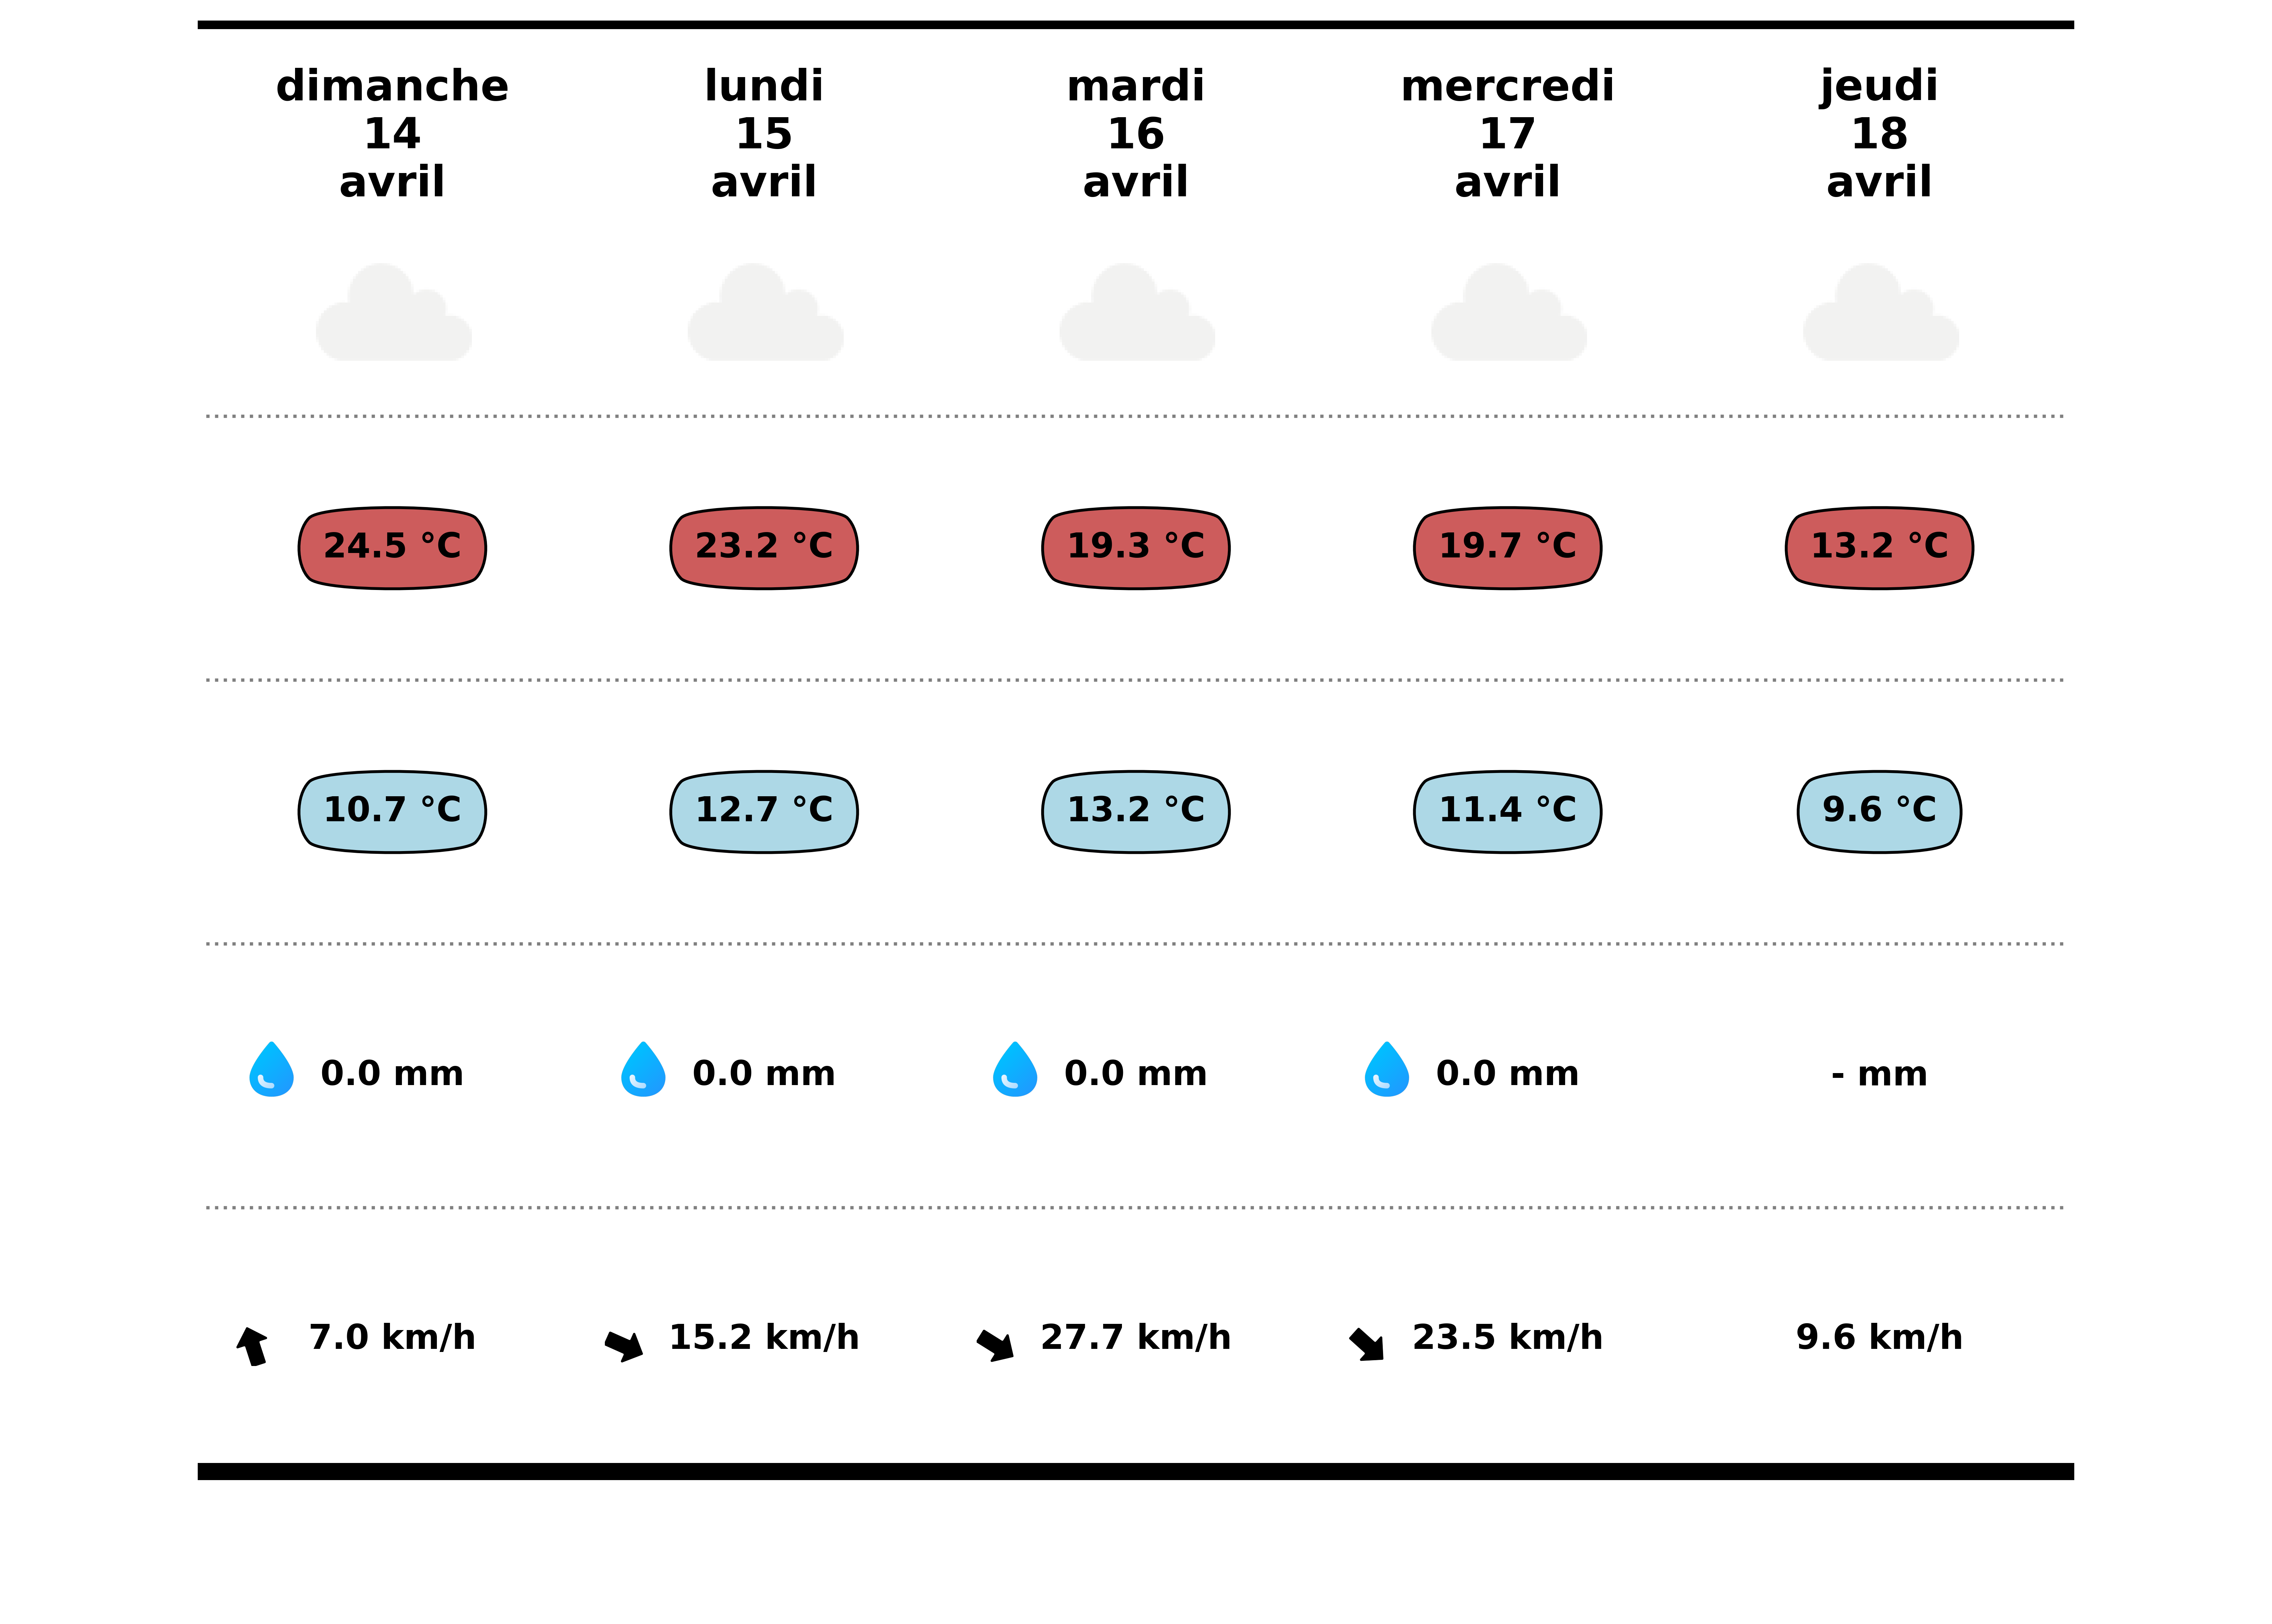 dimanche lundi mardi mercredi jeudi
14 15 16 17 18
avril avril avril avril avril
24.5 °C 23.2 °C 19.3 °C 19.7 °C 13.2 °C
10.7 °C 12.7 °C 13.2 °C 11.4 °C 9.6 °C
0.0 mm 0.0 mm 0.0 mm 0.0 mm - mm
7.0 km/h 15.2 km/h 27.7 km/h 23.5 km/h 9.6 km/h